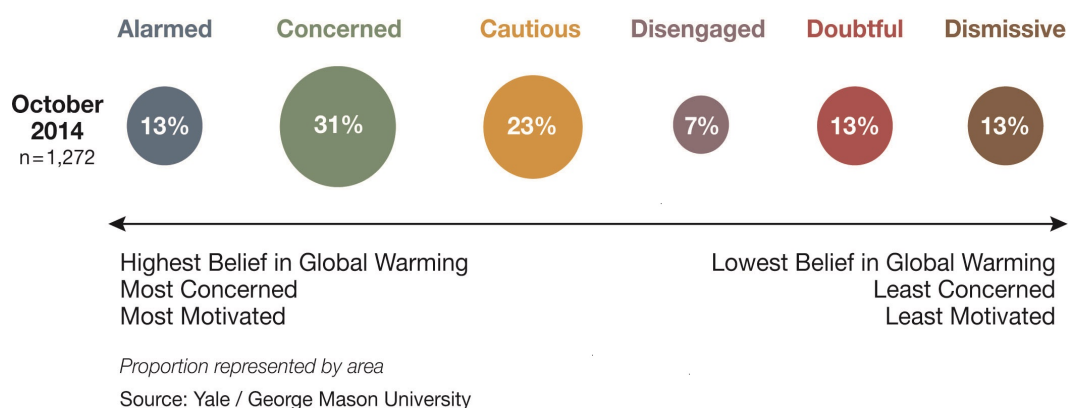 Alarmed Concerned Cautious Disengaged Doubtful Dismissive
October
2014
n=1,272
13% 31% 23% 7% 13% 13%
Highest Belief in Global Warming
Most Concerned
Most Motivated
Lowest Belief in Global Warming
Least Concerned
Least Motivated
Proportion represented by area
Source: Yale / George Mason University